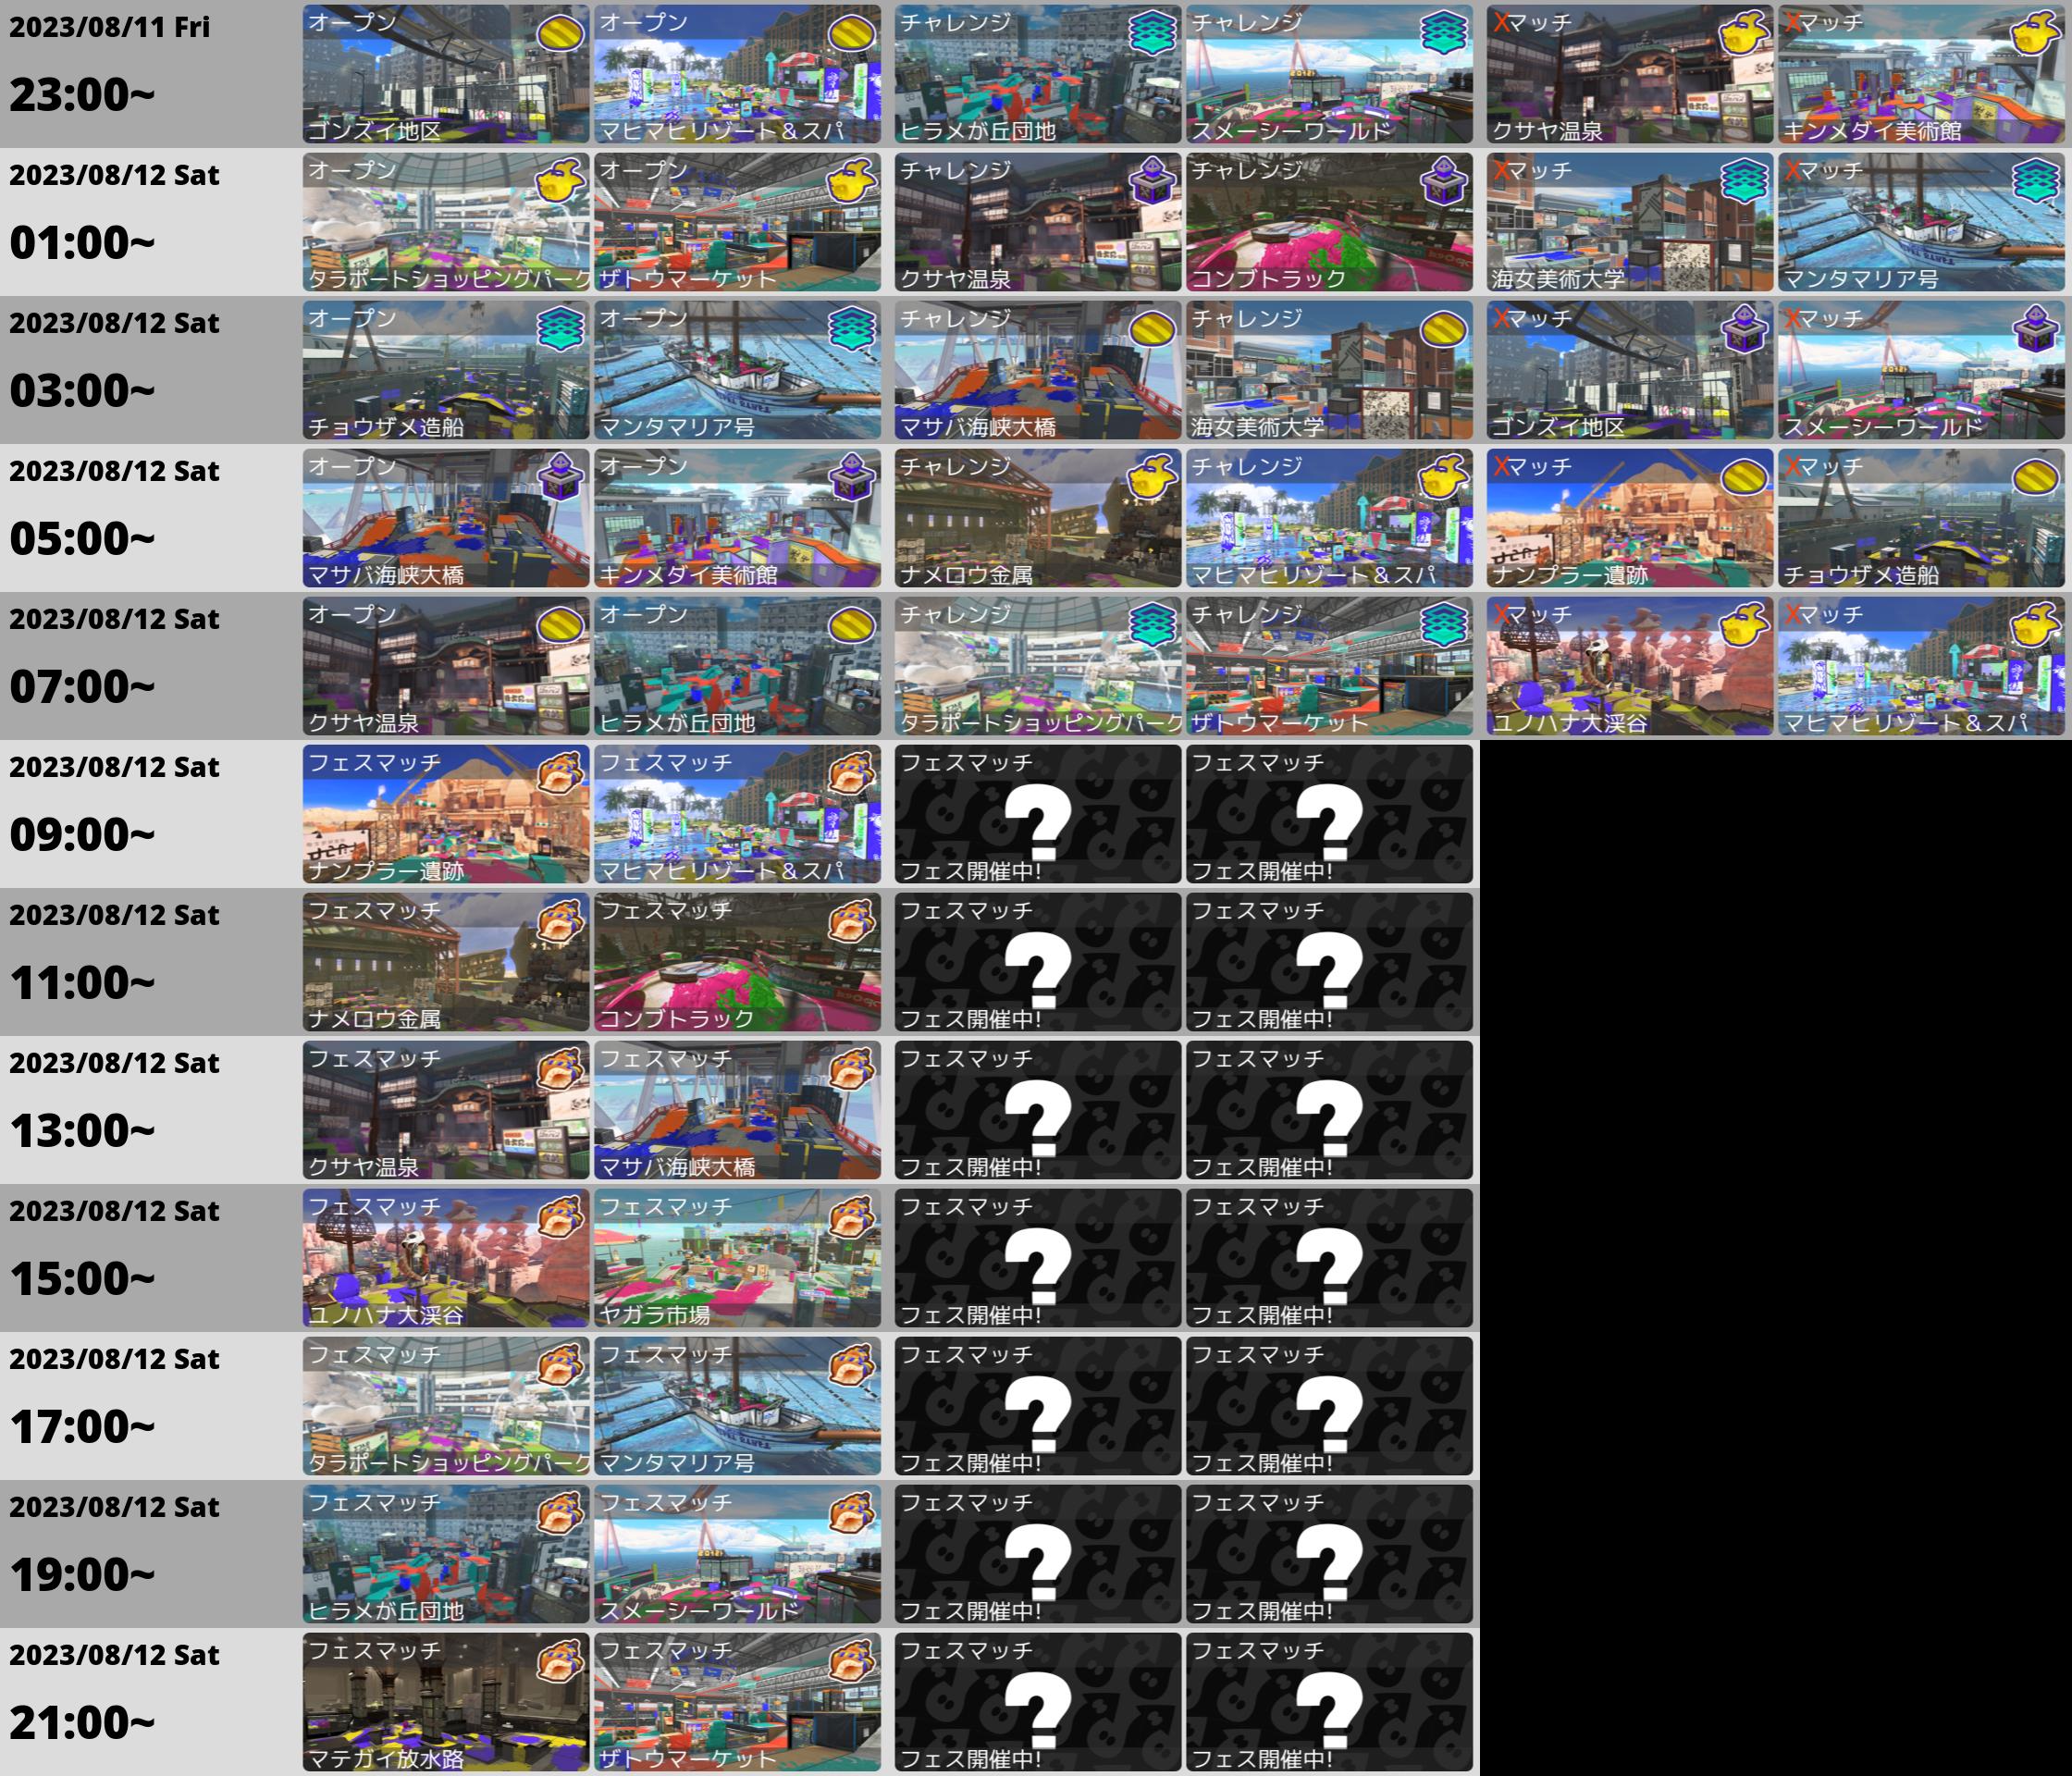 2023/08/11 Fri
23:00~
オープン
ゴンズイ地区
オープン
マヒマヒリゾート＆スパ
チャレンジ
ヒラメが丘団地
チャレンジ
スメーシーワールド
Xマッチ
クサヤ温泉
Xマッチ
キンメダイ美術館
2023/08/12 Sat
01:00~
オープン
タラポートショッピングパーク
オープン
ザトウマーケット
チャレンジ
クサヤ温泉
チャレンジ
コンブトラック
Xマッチ
海女美術大学
Xマッチ
マンタマリア号
2023/08/12 Sat
03:00~
オープン
チョウザメ造船
オープン
マンタマリア号
チャレンジ
マサバ海峡大橋
チャレンジ
海女美術大学
Xマッチ
ゴンズイ地区
Xマッチ
スメーシーワールド
2023/08/12 Sat
05:00~
オープン
マサバ海峡大橋
オープン
キンメダイ美術館
チャレンジ
ナメロウ金属
チャレンジ
マヒマヒリゾート＆スパ
Xマッチ
ナンプラー遺跡
Xマッチ
チョウザメ造船
2023/08/12 Sat
07:00~
オープン
クサヤ温泉
オープン
ヒラメが丘団地
チャレンジ
タラポートショッピングパーク
チャレンジ
ザトウマーケット
Xマッチ
ユノハナ大渓谷
Xマッチ
マヒマヒリゾート＆スパ
2023/08/12 Sat
09:00~
フェスマッチ
ナンプラー遺跡
フェスマッチ
マヒマヒリゾート＆スパ
フェスマッチ
?
フェス開催中!
フェスマッチ
?
フェス開催中!
2023/08/12 Sat
11:00~
フェスマッチ
ナメロウ金属
フェスマッチ
コンブトラック
フェスマッチ
?
フェス開催中!
フェスマッチ
?
フェス開催中!
2023/08/12 Sat
13:00~
フェスマッチ
クサヤ温泉
フェスマッチ
マサバ海峡大橋
フェスマッチ
?
フェス開催中!
フェスマッチ
?
フェス開催中!
2023/08/12 Sat
15:00~
フェスマッチ
ユノハナ大渓谷
フェスマッチ
ヤガラ市場
フェスマッチ
?
フェス開催中!
フェスマッチ
?
フェス開催中!
2023/08/12 Sat
17:00~
フェスマッチ
タラポートショッピングパーク
フェスマッチ
マンタマリア号
フェスマッチ
?
フェス開催中!
フェスマッチ
?
フェス開催中!
2023/08/12 Sat
19:00~
フェスマッチ
ヒラメが丘団地
フェスマッチ
スメーシーワールド
フェスマッチ
?
フェス開催中!
フェスマッチ
?
フェス開催中!
2023/08/12 Sat
21:00~
フェスマッチ
マテガイ放水路
フェスマッチ
ザトウマーケット
フェスマッチ
?
フェス開催中!
フェスマッチ
?
フェス開催中!